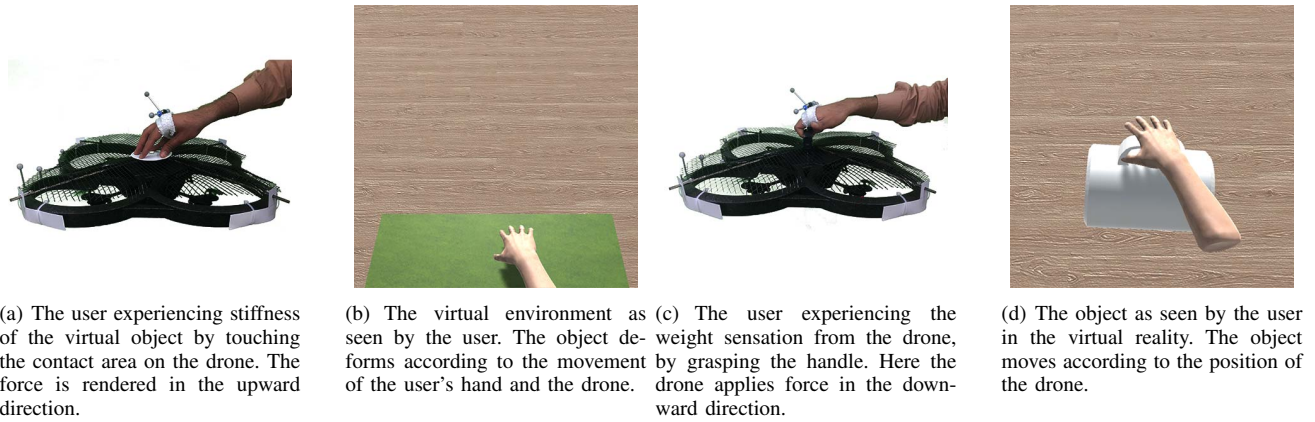 (a) The user experiencing stiffness
of the virtual object by touching
the contact area on the drone. The
force is rendered in the upward
direction.
(b) The virtual environment as
seen by the user. The object de-
forms according to the movement
of the user's hand and the drone.
(c) The user experiencing the
weight sensation from the drone,
by grasping the handle. Here the
drone applies force in the down-
ward direction.
(d) The object as seen by the user
in the virtual reality. The object
moves according to the position of
the drone.